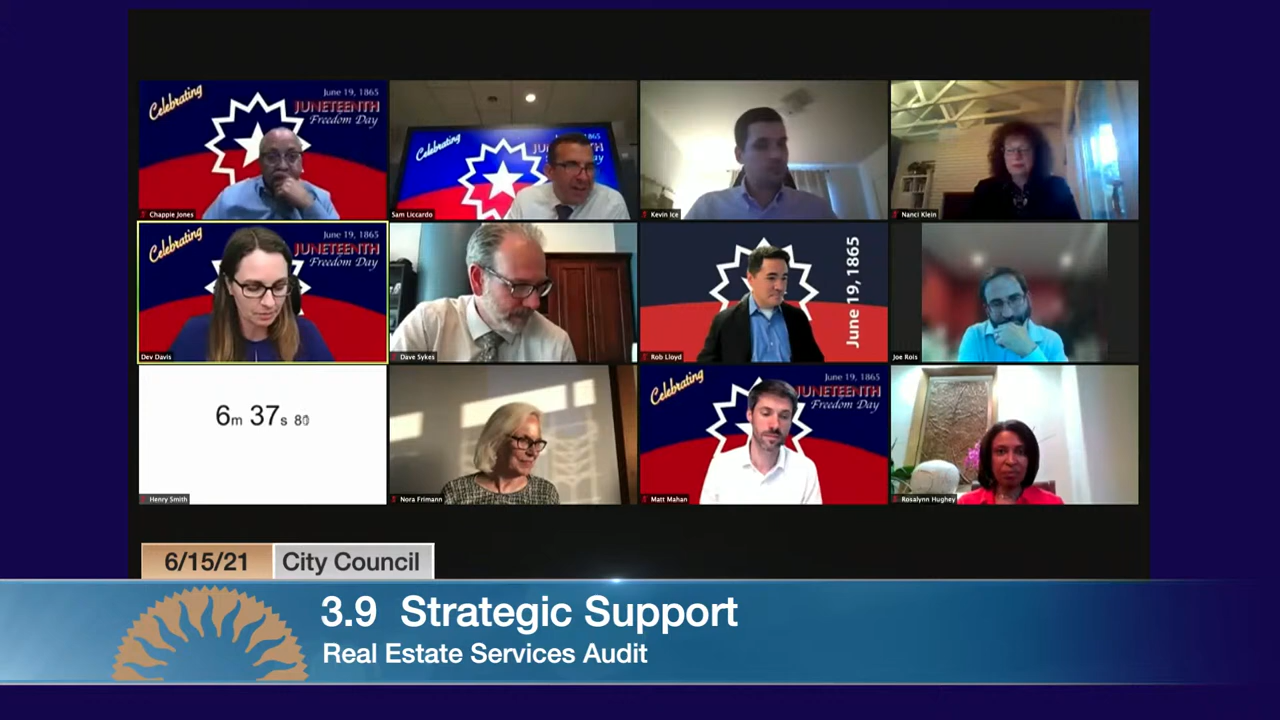 Celebrating
June 19, 1865
JUNETEENTH
Freedom Day
Chappie Jones
Celebrating
Sam Liccardo
Kevin Ice
Nanci Klein
Celebrating
June 19, 1865
JUNETEENTH
Freedom Day
Dev Davis
Dave Sykes
June 19, 1865
Rob Lloyd
Joe Rois
6m 37s
Henry Smith
Nora Frimann
Celebrating
June 19, 1865
JUNETEENTH
Freedom Day
Matt Mahan
Rosalynn Hughey
6/15/21 City Council
3.9 Strategic Support
Real Estate Services Audit